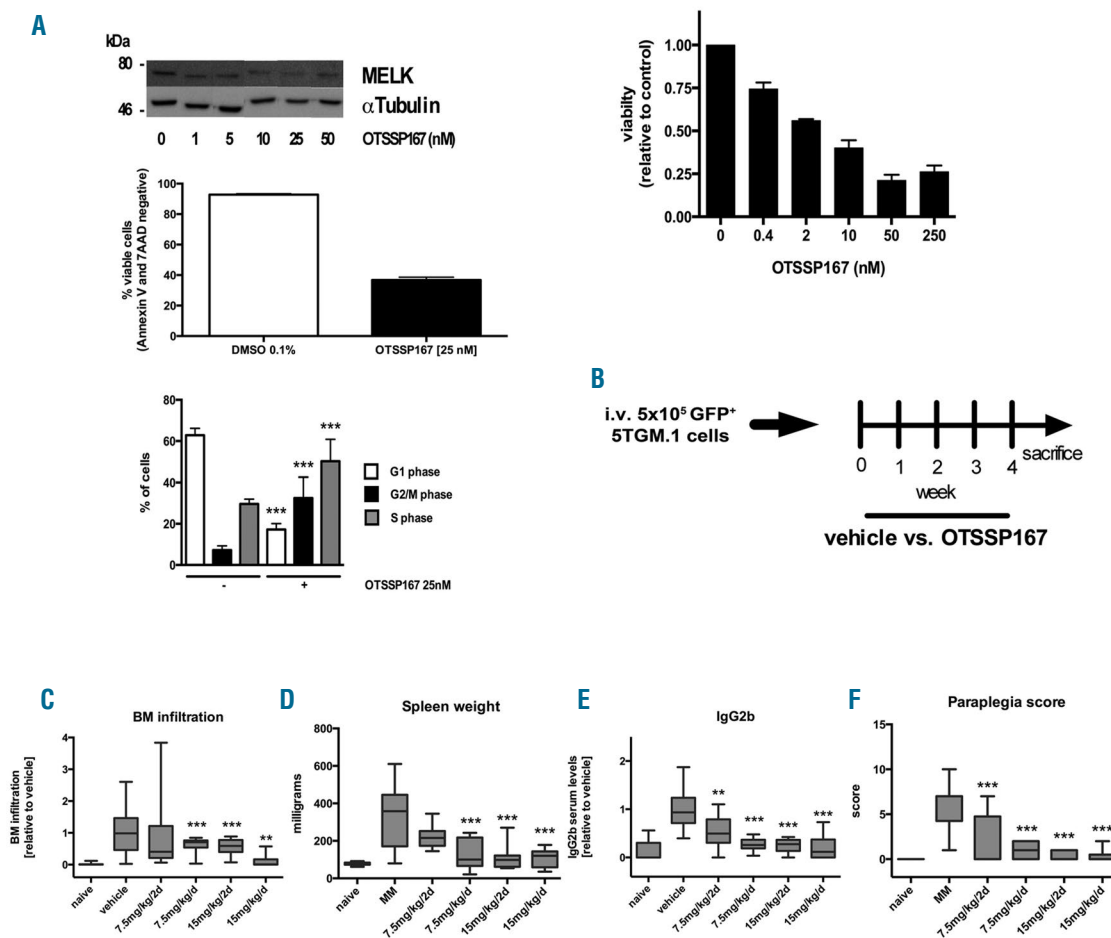 A
kDa
80 -
MELK
46 -
αTubulin
0 1 5 10 25 50 OTSSP167 (nM)
% viable cells
(Annexin V and 7AAD negative)
100
80
60
40
20
0
DMSO 0.1% OTSSP167 [25 nM]
% of cells
80
60
40
20
0
*** *** ***
G1 phase
G2/M phase
S phase
- + OTSSP167 25nM
viabilty
(relative to control)
1.00
0.75
0.50
0.25
0.00
0 0.4 2 10 50 250
OTSSP167 (nM)
B
i.v. 5x10⁵ GFP⁺
5TGM.1 cells
0 1 2 3 4 sacrifice
week
vehicle vs. OTSSP167
C
BM infiltration
BM infiltration
[relative to vehicle]
4
3
2
1
0
*** *** **
naive vehicle 7.5mg/kg/2d 7.5mg/kg/d 15mg/kg/2d 15mg/kg/d
D
Spleen weight
milligrams
800
600
400
200
0
*** *** ***
naive MM 7.5mg/kg/2d 7.5mg/kg/d 15mg/kg/2d 15mg/kg/d
E
IgG2b
IgG2b serum levels
[relative to vehicle]
2
1
0
** *** *** ***
naive vehicle 7.5mg/kg/2d 7.5mg/kg/d 15mg/kg/2d 15mg/kg/d
F
Paraplegia score
score
15
10
5
0
*** *** *** ***
naive MM 7.5mg/kg/2d 7.5mg/kg/d 15mg/kg/2d 15mg/kg/d